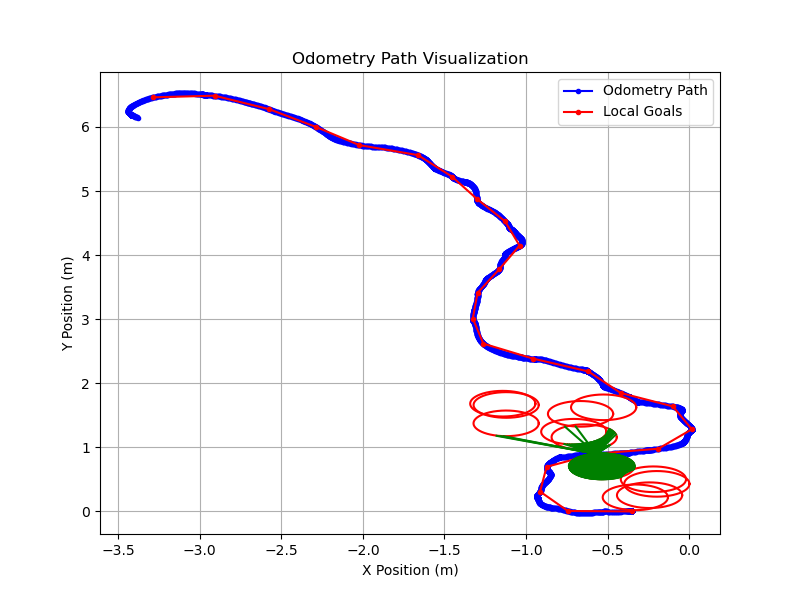 Odometry Path Visualization
Odometry Path
Local Goals
Y Position (m)
6
5
4
3
2
1
0
−3.5 −3.0 −2.5 −2.0 −1.5 −1.0 −0.5 0.0
X Position (m)